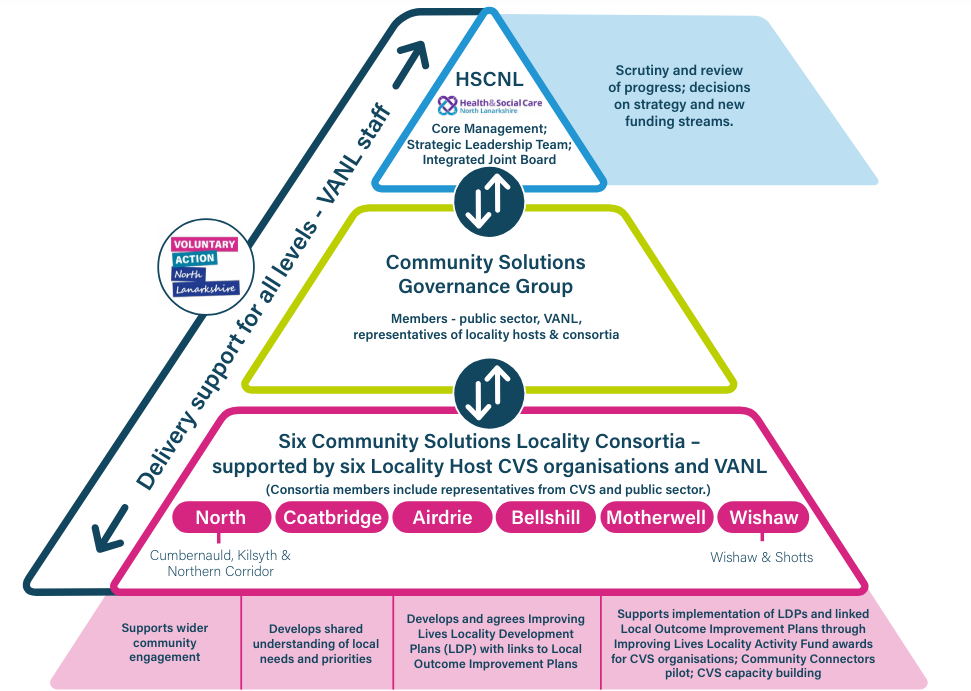 HSCNL
Health&SocialCare
North Lanarkshire
Core Management;
Strategic Leadership Team;
Integrated Joint Board
Scrutiny and review
of progress; decisions
on strategy and new
funding streams.
Delivery support for all levels - VANL staff
VOLUNTARY
ACTION
North
Lanarkshire
Community Solutions
Governance Group
Members - public sector, VANL,
representatives of locality hosts & consortia
Six Community Solutions Locality Consortia –
supported by six Locality Host CVS organisations and VANL
(Consortia members include representatives from CVS and public sector.)
North
Coatbridge
Airdrie
Bellshill
Motherwell
Wishaw
Cumbernauld, Kilsyth &
Northern Corridor
Wishaw & Shotts
Supports wider
community
engagement
Develops shared
understanding of local
needs and priorities
Develops and agrees Improving
Lives Locality Development
Plans (LDP) with links to Local
Outcome Improvement Plans
Supports implementation of LDPs and linked
Local Outcome Improvement Plans through
Improving Lives Locality Activity Fund awards
for CVS organisations; Community Connectors
pilot; CVS capacity building